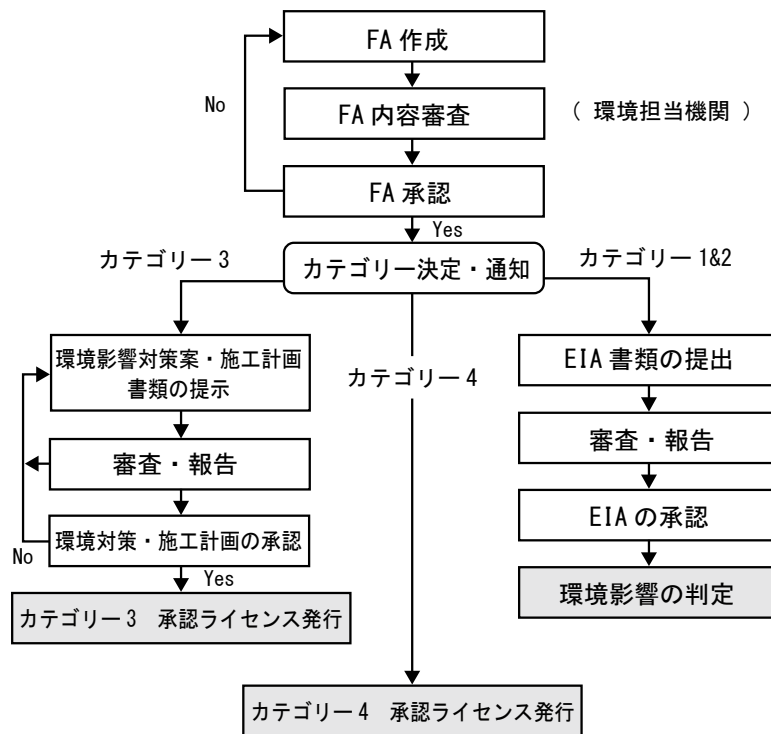 FA 作成
No
FA 内容審査
( 環境担当機関 )
FA 承認
Yes
カテゴリー 3
カテゴリー決定・通知
カテゴリー 1&2
環境影響対策案・施工計画
書類の提示
カテゴリー 4
EIA 書類の提出
審査・報告
審査・報告
環境対策・施工計画の承認
EIA の承認
No
Yes
カテゴリー 3 承認ライセンス発行
環境影響の判定
カテゴリー 4 承認ライセンス発行